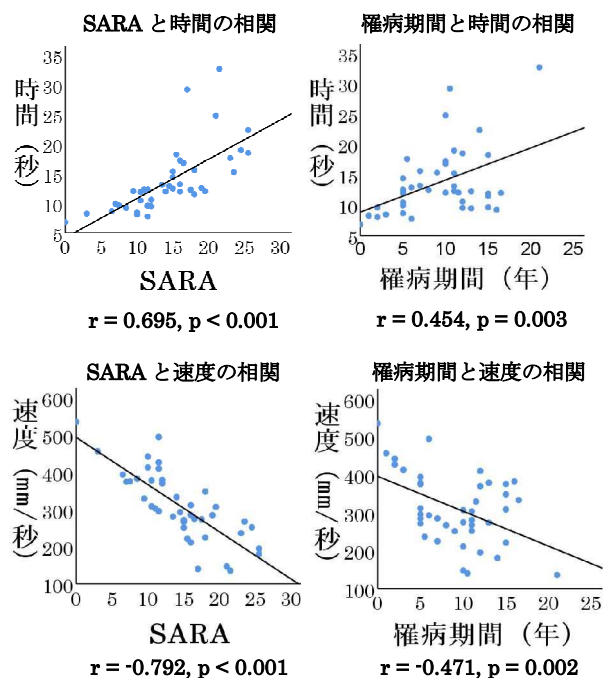 SARA と時間の相関
35
30
25
20
15
10
5
時間（秒）
0 5 10 15 20 25 30
SARA
r = 0.695, p < 0.001
罹病期間と時間の相関
35
30
25
20
15
10
5
時間（秒）
0 5 10 15 20 25
罹病期間（年）
r = 0.454, p = 0.003
SARA と速度の相関
600
500
400
300
200
100
速度（mm/秒）
0 5 10 15 20 25 30
SARA
r = -0.792, p < 0.001
罹病期間と速度の相関
600
500
400
300
200
100
速度（mm/秒）
0 5 10 15 20 25
罹病期間（年）
r = -0.471, p = 0.002